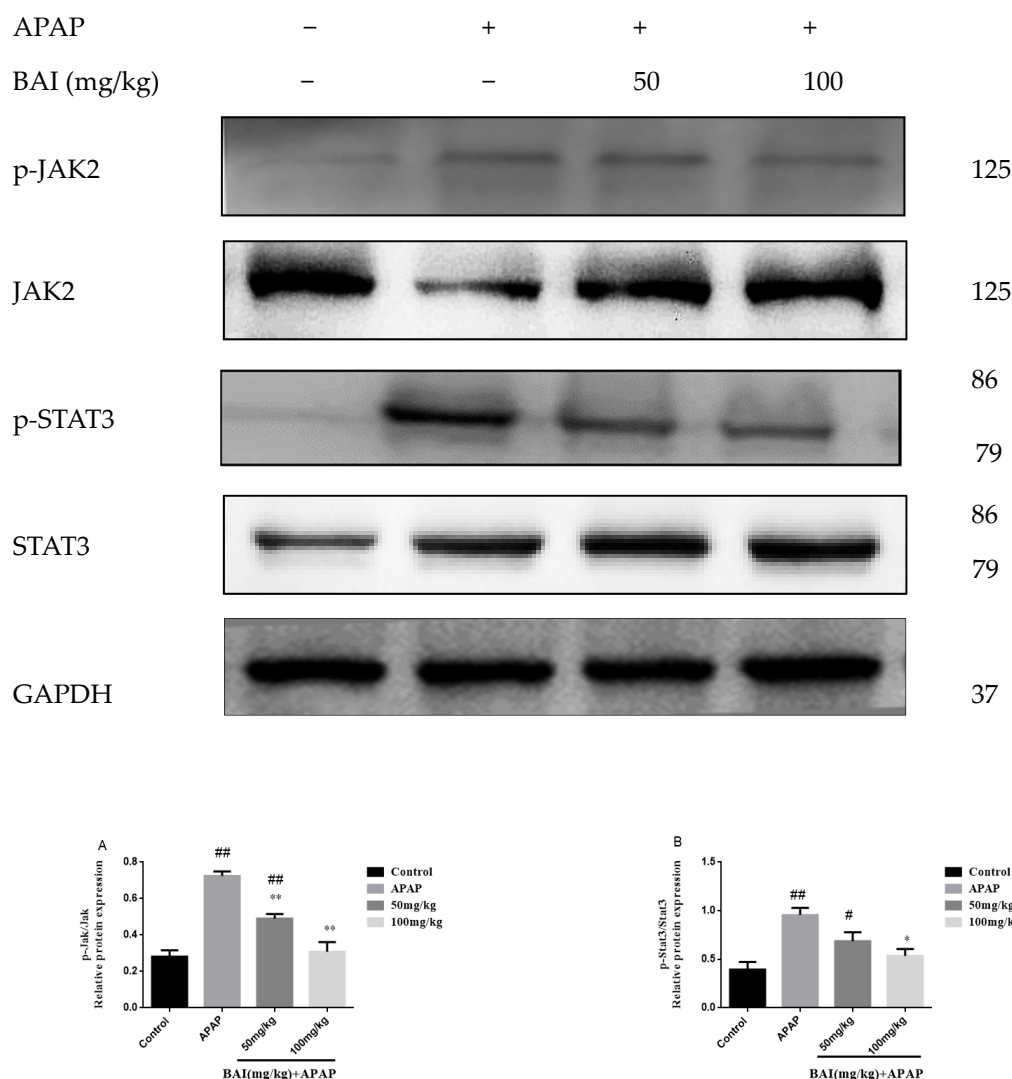 APAP − + + +
BAI (mg/kg) − − 50 100
p-JAK2 125
JAK2 125
86
p-STAT3
79
86
STAT3
79
GAPDH 37
A
p-Jak/Jak
Relative protein expression
0.8
0.6
0.4
0.2
0.0
##
##
**
**
Control
APAP
50mg/kg
100mg/kg
BAI(mg/kg)+APAP
Control
APAP
50mg/kg
100mg/kg
B
p-Stat3/Stat3
Relative protein expression
1.5
1.0
0.5
0.0
##
#
*
Control
APAP
50mg/kg
100mg/kg
BAI(mg/kg)+APAP
Control
APAP
50mg/k
100mg/k